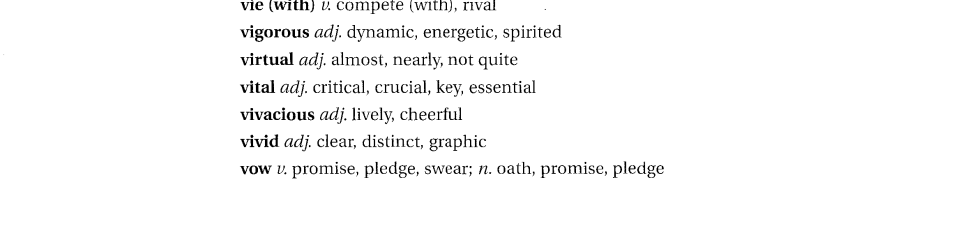 vie (with) v. compete (with), rival
vigorous adj. dynamic, energetic, spirited
virtual adj. almost, nearly, not quite
vital adj. critical, crucial, key, essential
vivacious adj. lively, cheerful
vivid adj. clear, distinct, graphic
vow v. promise, pledge, swear; n. oath, promise, pledge